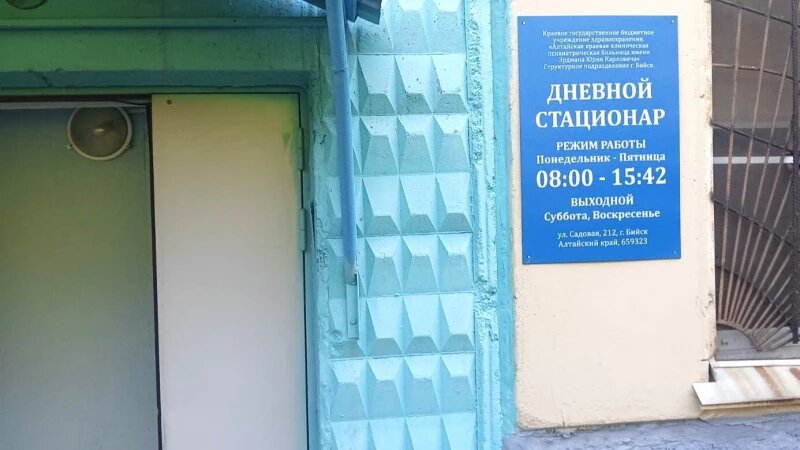 Краевое государственное бюджетное
учреждение здравоохранения
«Алтайская краевая клиническая
психиатрическая больница имени
Эрдмана Юрия Карловича»
Структурное подразделение г. Бийск
ДНЕВНОЙ
СТАЦИОНАР
РЕЖИМ РАБОТЫ
Понедельник - Пятница
08:00 - 15:42
ВЫХОДНОЙ
Суббота, Воскресенье
ул. Садовая, 212, г. Бийск
Алтайский край, 659323